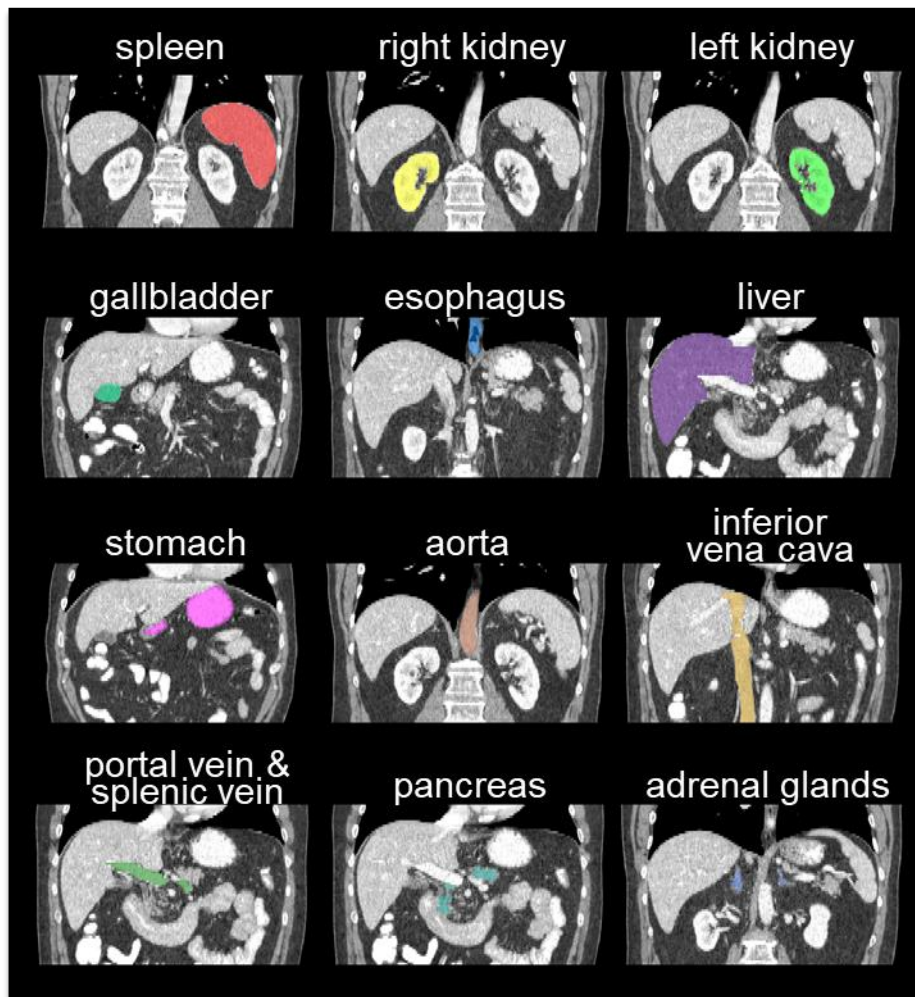 spleen
right kidney
left kidney
gallbladder
esophagus
liver
stomach
aorta
inferior
vena cava
portal vein &
splenic vein
pancreas
adrenal glands